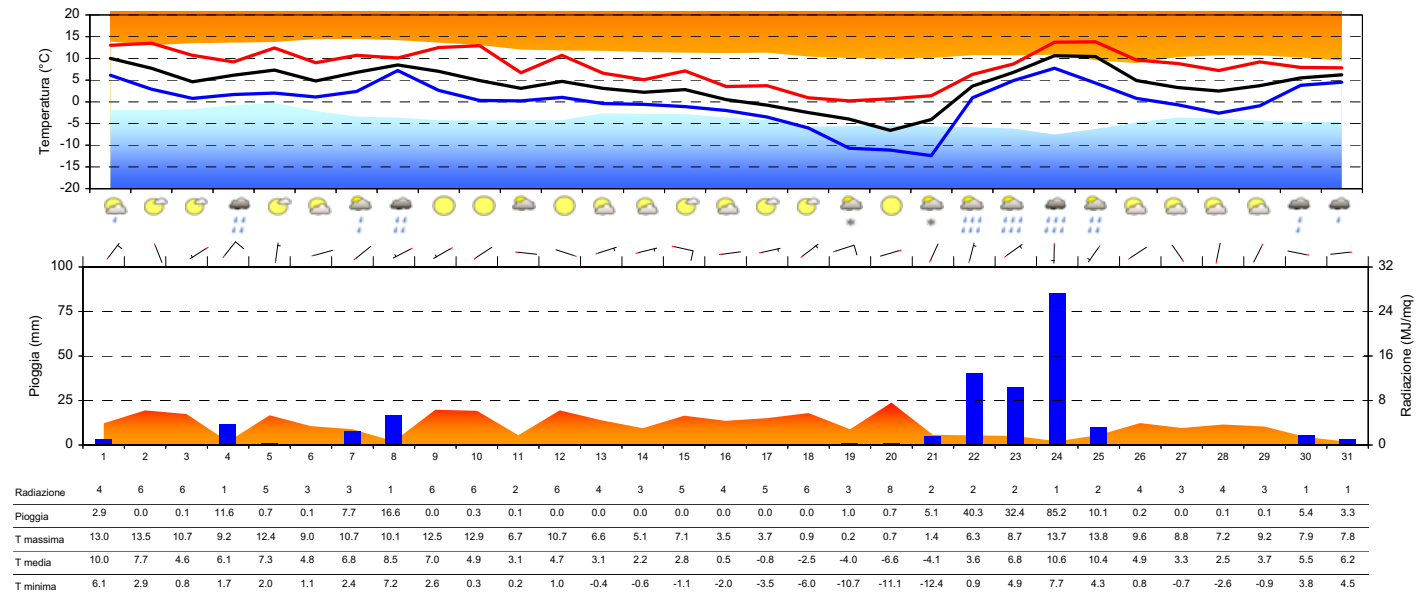 Temperatura (°C)
20
15
10
5
0
-5
-10
-15
-20
Pioggia (mm)
100
75
50
25
0
Radiazione (MJ/mq)
32
24
16
8
0
1 2 3 4 5 6 7 8 9 10 11 12 13 14 15 16 17 18 19 20 21 22 23 24 25 26 27 28 29 30 31
Radiazione 4 6 6 1 5 3 3 1 6 6 2 6 4 3 5 4 5 6 3 8 2 2 2 1 2 4 3 4 3 1 1
Pioggia 2.9 0.0 0.1 11.6 0.7 0.1 7.7 16.6 0.0 0.3 0.1 0.0 0.0 0.0 0.0 0.0 0.0 0.0 1.0 0.7 5.1 40.3 32.4 85.2 10.1 0.2 0.0 0.1 0.1 5.4 3.3
T massima 13.0 13.5 10.7 9.2 12.4 9.0 10.7 10.1 12.5 12.9 6.7 10.7 6.6 5.1 7.1 3.5 3.7 0.9 0.2 0.7 1.4 6.3 8.7 13.7 13.8 9.6 8.8 7.2 9.2 7.9 7.8
T media 10.0 7.7 4.6 6.1 7.3 4.8 6.8 8.5 7.0 4.9 3.1 4.7 3.1 2.2 2.8 0.5 -0.8 -2.5 -4.0 -6.6 -4.1 3.6 6.8 10.6 10.4 4.9 3.3 2.5 3.7 5.5 6.2
T minima 6.1 2.9 0.8 1.7 2.0 1.1 2.4 7.2 2.6 0.3 0.2 1.0 -0.4 -0.6 -1.1 -2.0 -3.5 -6.0 -10.7 -11.1 -12.4 0.9 4.9 7.7 4.3 0.8 -0.7 -2.6 -0.9 3.8 4.5